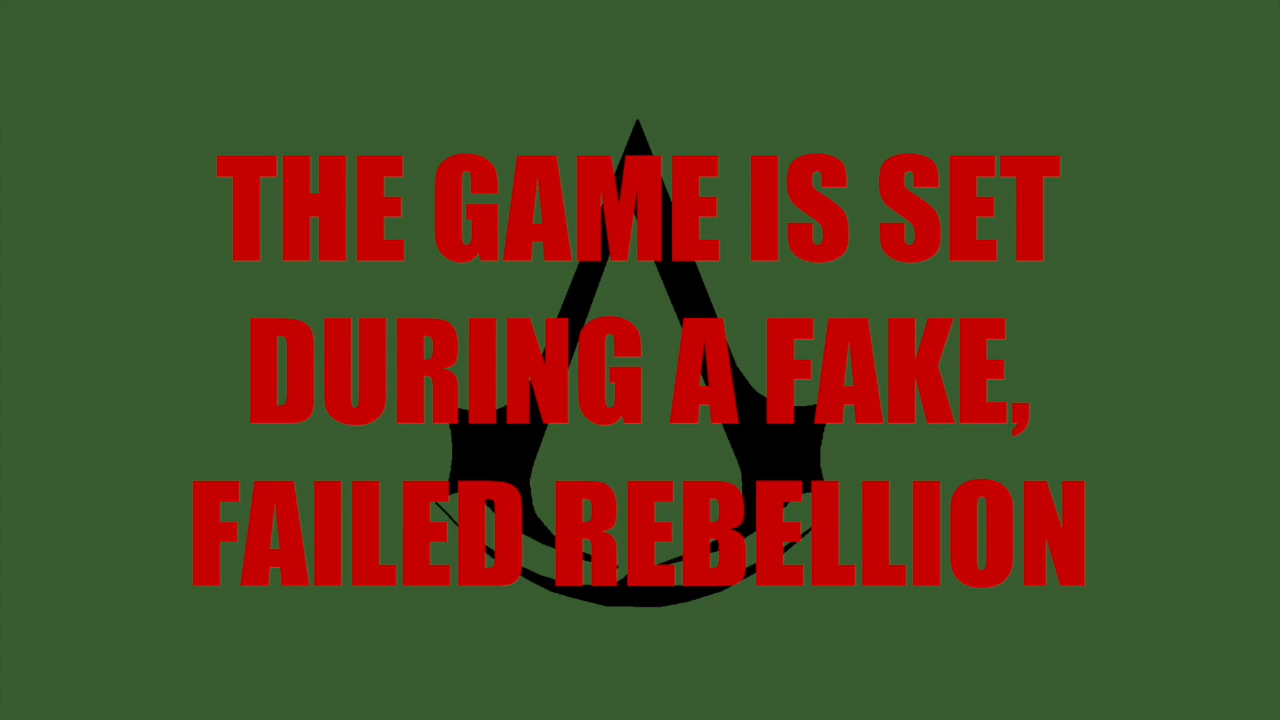 THE GAME IS SET
DURING A FAKE,
FAILED REBELLION